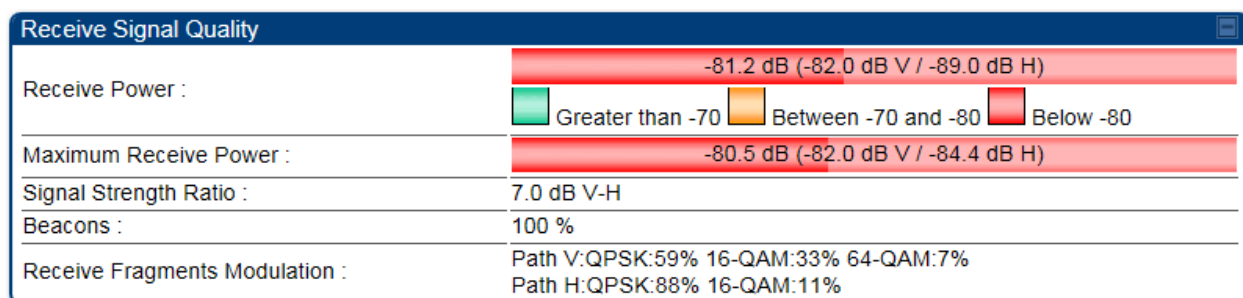 Receive Signal Quality
Receive Power :
-81.2 dB (-82.0 dB V / -89.0 dB H)
Greater than -70 Between -70 and -80 Below -80
Maximum Receive Power :
-80.5 dB (-82.0 dB V / -84.4 dB H)
Signal Strength Ratio :
7.0 dB V-H
Beacons :
100 %
Receive Fragments Modulation :
Path V:QPSK:59% 16-QAM:33% 64-QAM:7%
Path H:QPSK:88% 16-QAM:11%